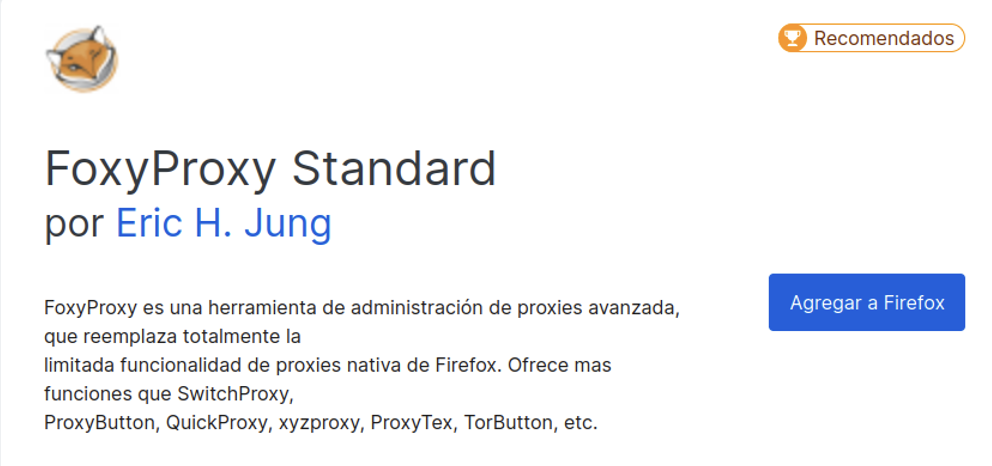 Recomendados
FoxyProxy Standard
por Eric H. Jung
FoxyProxy es una herramienta de administración de proxies avanzada,
que reemplaza totalmente la
limitada funcionalidad de proxies nativa de Firefox. Ofrece mas
funciones que SwitchProxy,
ProxyButton, QuickProxy, xyzproxy, ProxyTex, TorButton, etc.
Agregar a Firefox